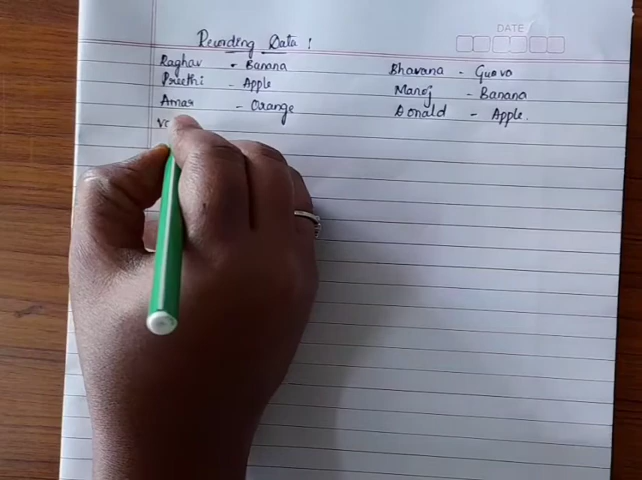 DATE
Recording Data :
Raghav - Banana
Preethi - Apple
Amar - Orange
Bhavana - Guava
Manoj - Banana
Donald - Apple.